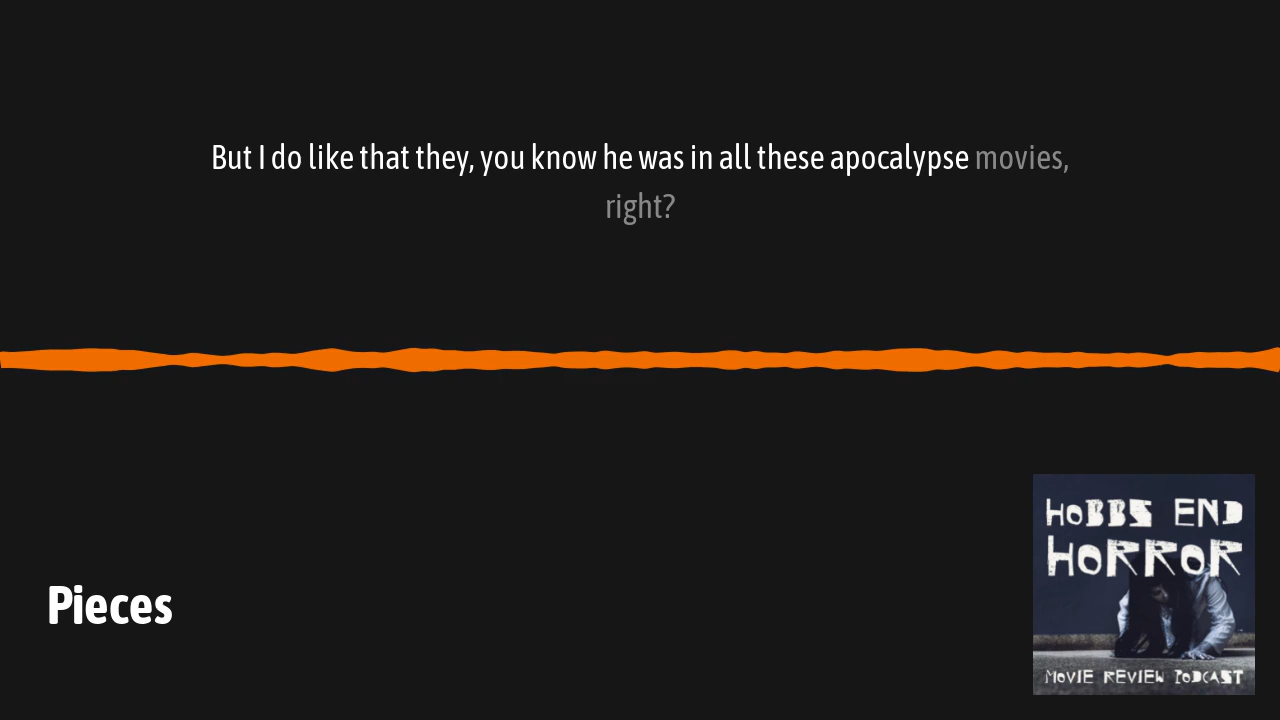 But I do like that they, you know he was in all these apocalypse movies,
right?
Pieces
HOBBS END
HORROR
MOVIE REVIEW PODCAST